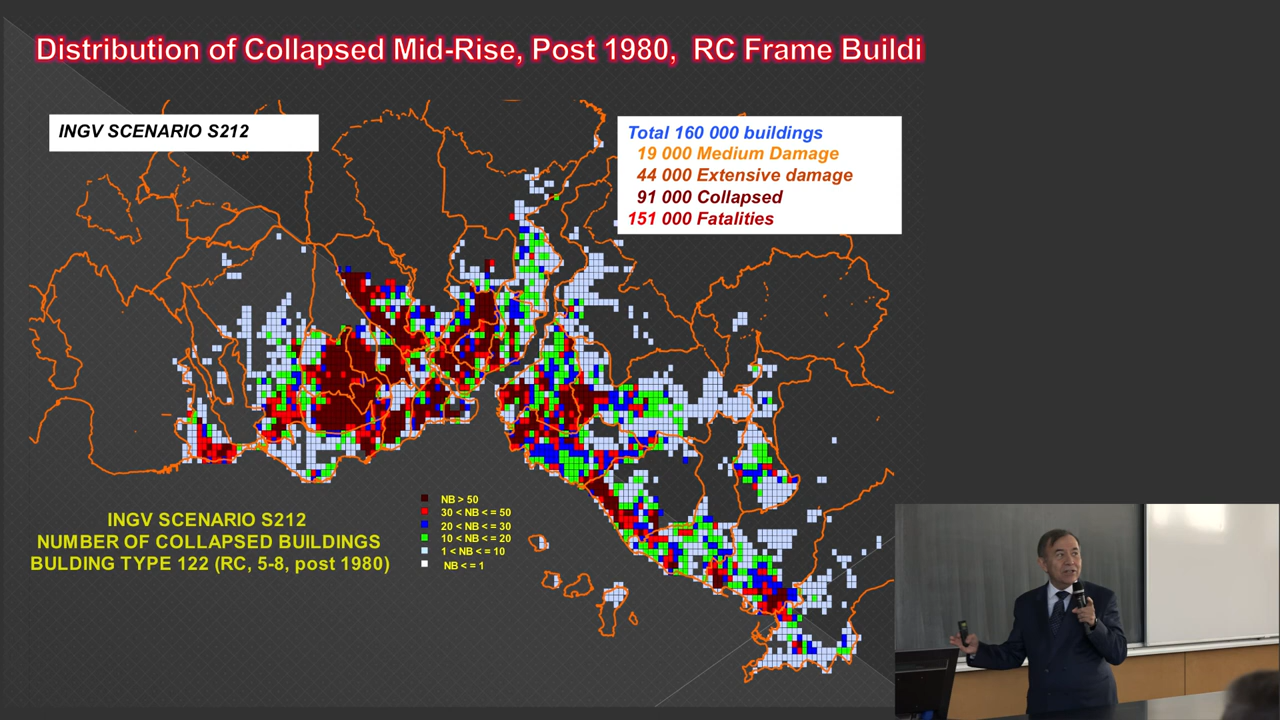 Distribution of Collapsed Mid-Rise, Post 1980, RC Frame Buildi
INGV SCENARIO S212
Total 160 000 buildings
19 000 Medium Damage
44 000 Extensive damage
91 000 Collapsed
151 000 Fatalities
NB > 50
30 < NB < = 50
20 < NB < = 30
10 < NB < = 20
1 < NB < = 10
NB < = 1
INGV SCENARIO S212
NUMBER OF COLLAPSED BUILDINGS
BULDING TYPE 122 (RC, 5-8, post 1980)